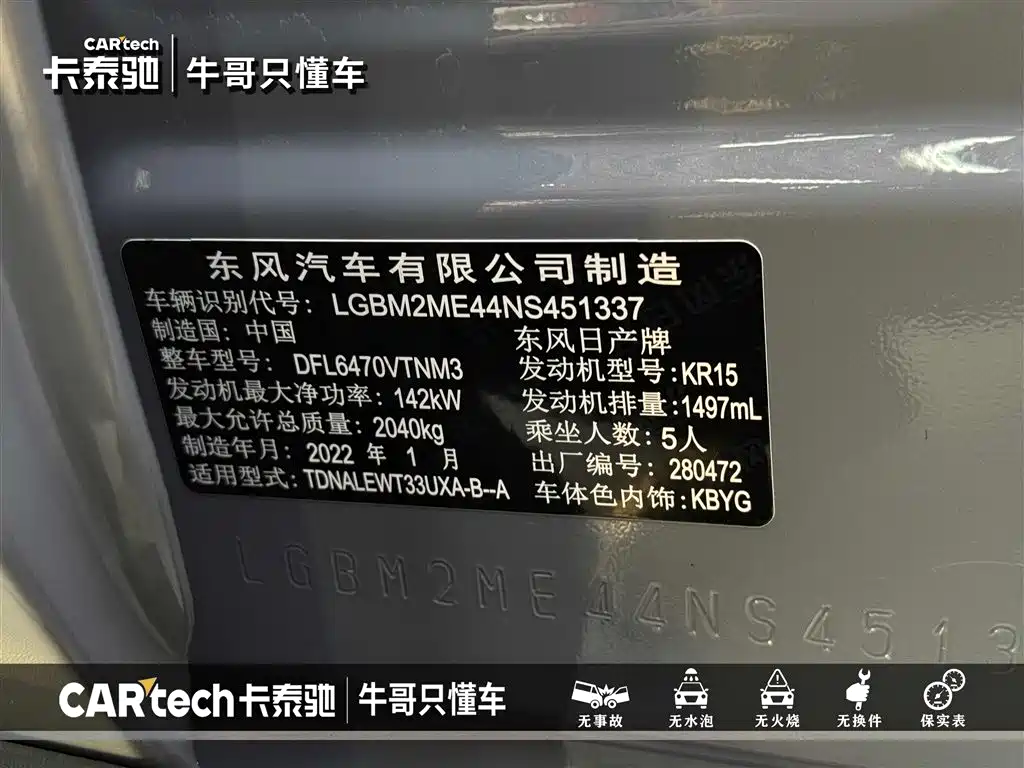 CARtech
卡泰驰 牛哥只懂车
东风汽车有限公司制造
车辆识别代号：LGBM2ME44NS451337
制造国：中国 东风日产牌
整车型号：DFL6470VTNM3 发动机型号：KR15
发动机最大净功率：142kW 发动机排量：1497mL
最大允许总质量：2040kg 乘坐人数：5人
制造年月：2022 年 1 月 出厂编号：280472
适用型式：TDNALEWT33UXA-B--A 车体色内饰：KBYG
LGBM2ME44NS4513
CARtech卡泰驰 牛哥只懂车
无事故 无水泡 无火烧 无换件 保实表